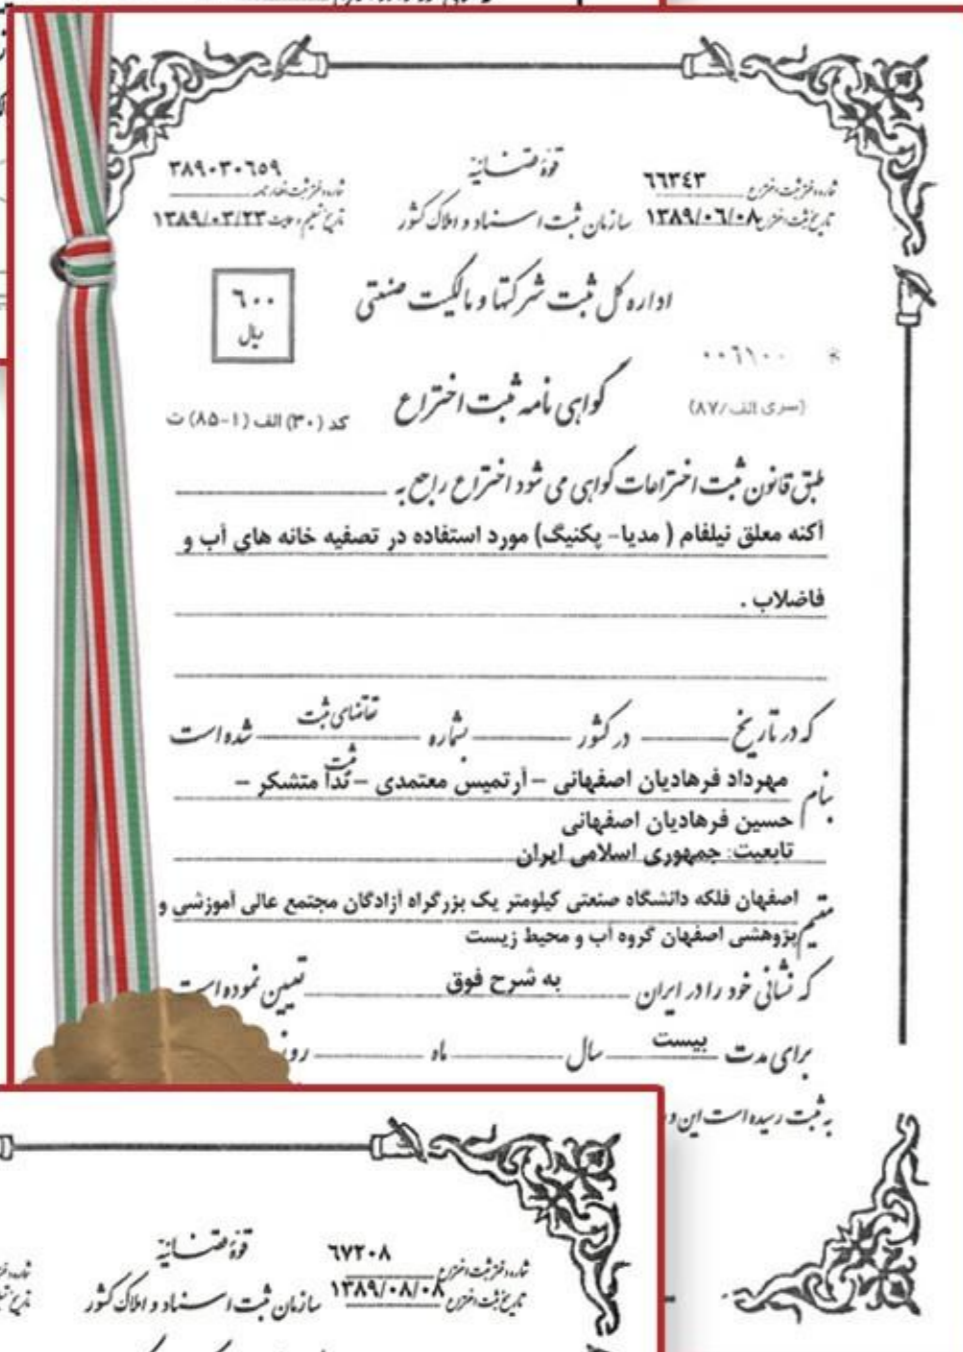 قوۀ قضائیه
سازمان ثبت اسناد و املاک کشور
شماره دفتر ثبت اختراع ۶۶۳۴۳
تاریخ ثبت اختراع ۱۳۸۹/۰۶/۰۸
۳۸۹۰۳۰۶۵۹
شماره دفتر ثبت اظهارنامه
تاریخ تسلیم و ساعت ۱۳۸۹/۰۳/۲۳
اداره کل ثبت شرکتها و مالکیت صنعتی
۶۰۰
ریال
۰۰۶۱۰۰
گواهی نامه ثبت اختراع
(سری الف/۸۷)
کد (۳۰) الف (۱-۸۵) ت
طبق قانون ثبت اختراعات گواهی می شود اختراع راجع به
آکنه معلق نیلفام ( مدیا- پکنیگ) مورد استفاده در تصفیه خانه های آب و
فاضلاب .
که در تاریخ در کشور بشماره تقاضای ثبت شده است
ثبت
بنام مهرداد فرهادیان اصفهانی – آرتمیس معتمدی – ندا متشکر –
حسین فرهادیان اصفهانی
تابعیت: جمهوری اسلامی ایران
مقیم اصفهان فلکه دانشگاه صنعتی کیلومتر یک بزرگراه آزادگان مجتمع عالی آموزشی و
پژوهشی اصفهان گروه آب و محیط زیست
که نشانی خود را در ایران به شرح فوق تعیین نموده است
برای مدت بیست سال ماه روز
به ثبت رسیده است این و
قوۀ قضائیه
سازمان ثبت اسناد و املاک کشور
شماره دفتر ثبت اختراع ۶۷۲۰۸
تاریخ ثبت اختراع ۱۳۸۹/۰۸/۰۸